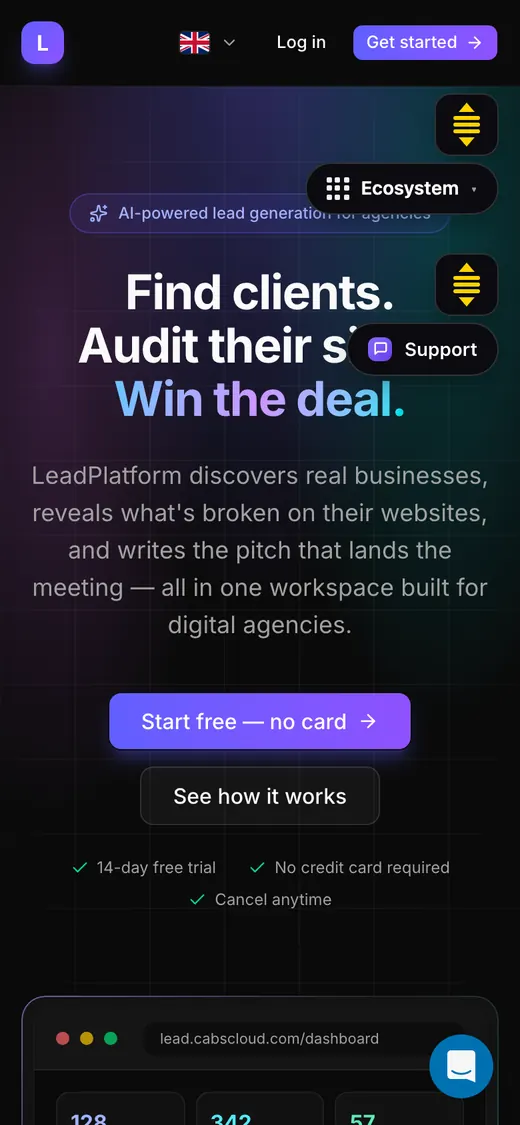 L
Log in
Get started
Ecosystem
AI-powered lead generation for agencies
Find clients.
Audit their
Win the deal.
Support
LeadPlatform discovers real businesses,
reveals what's broken on their websites,
and writes the pitch that lands the
meeting — all in one workspace built for
digital agencies.
Start free — no card
See how it works
14-day free trial
No credit card required
Cancel anytime
lead.cabscloud.com/dashboard
128
342
57